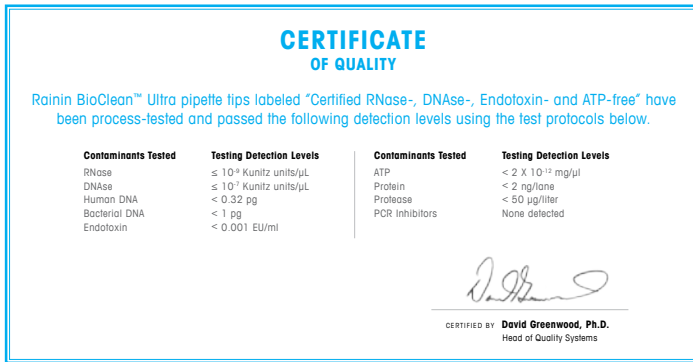 CERTIFICATE
OF QUALITY
Rainin BioClean™ Ultra pipette tips labeled "Certified RNase-, DNAse-, Endotoxin- and ATP-free" have
been process-tested and passed the following detection levels using the test protocols below.
Contaminants Tested Testing Detection Levels
RNase ≤ 10⁻⁹ Kunitz units/µL
DNAse ≤ 10⁻⁷ Kunitz units/µL
Human DNA < 0.32 pg
Bacterial DNA < 1 pg
Endotoxin < 0.001 EU/ml
Contaminants Tested Testing Detection Levels
ATP < 2 X 10⁻¹² mg/µl
Protein < 2 ng/lane
Protease < 50 µg/liter
PCR Inhibitors None detected
CERTIFIED BY David Greenwood, Ph.D.
Head of Quality Systems